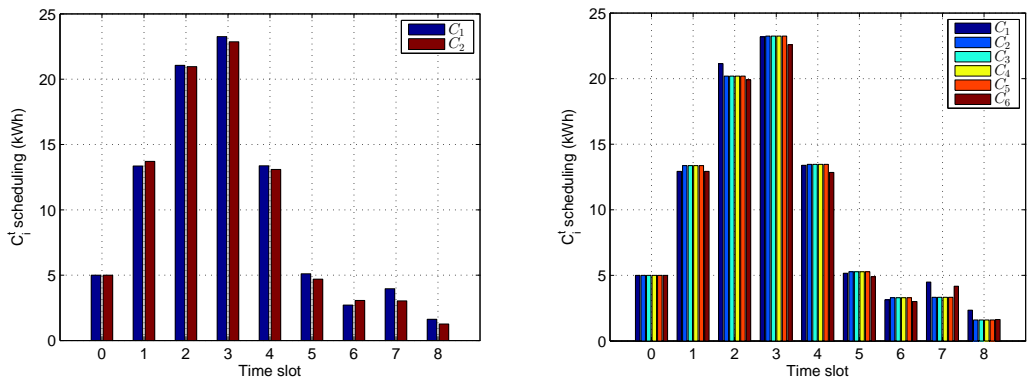 25
20
15
10
5
0
C_i^t scheduling (kWh)
C_1
C_2
0 1 2 3 4 5 6 7 8
Time slot
25
20
15
10
5
0
C_i^t scheduling (kWh)
C_1
C_2
C_3
C_4
C_5
C_6
0 1 2 3 4 5 6 7 8
Time slot